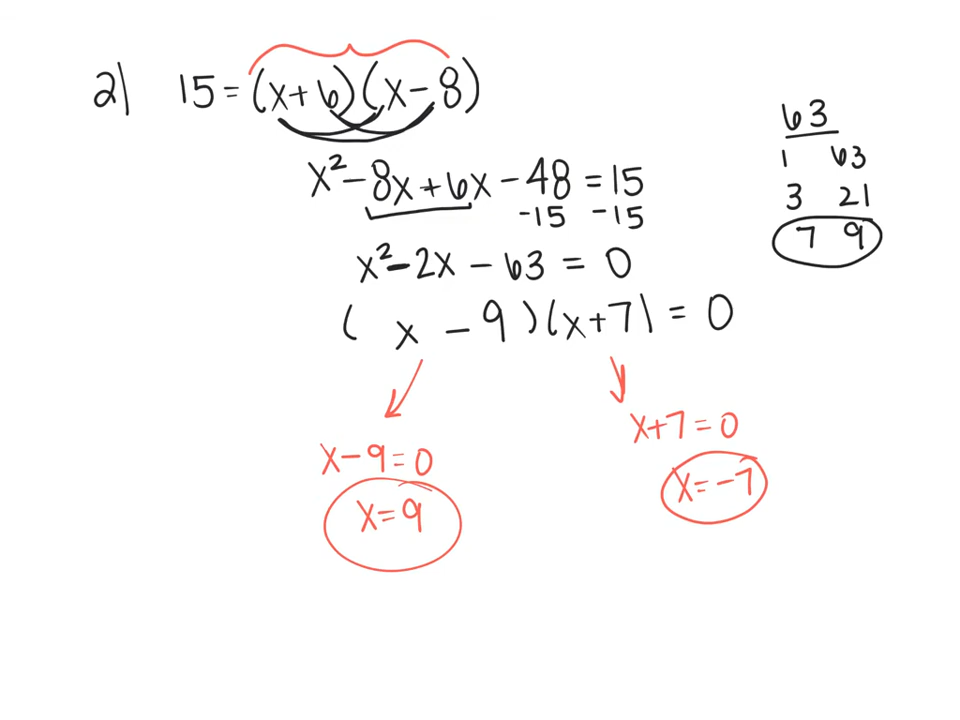 2) 15 = (x+6)(x-8)
x² - 8x + 6x - 48 = 15
-15 -15
x² - 2x - 63 = 0
(x - 9)(x+7) = 0
x - 9 = 0
x = 9
x+7 = 0
x = -7
63
1 63
3 21
7 9